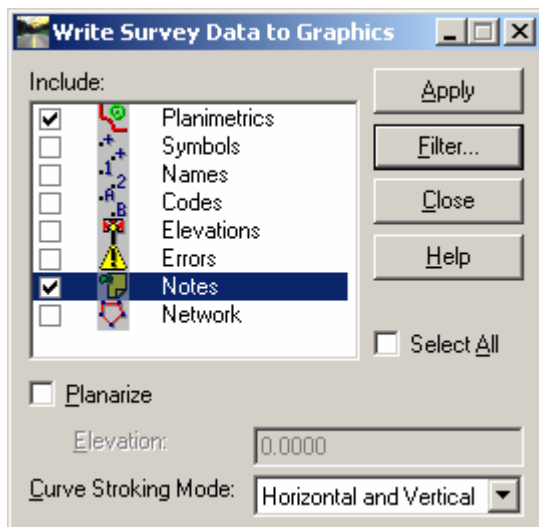 Write Survey Data to Graphics
Include:
Planimetrics
Symbols
Names
Codes
Elevations
Errors
Notes
Network
Apply
Filter...
Close
Help
Select All
Planarize
Elevation:
0.0000
Curve Stroking Mode:
Horizontal and Vertical